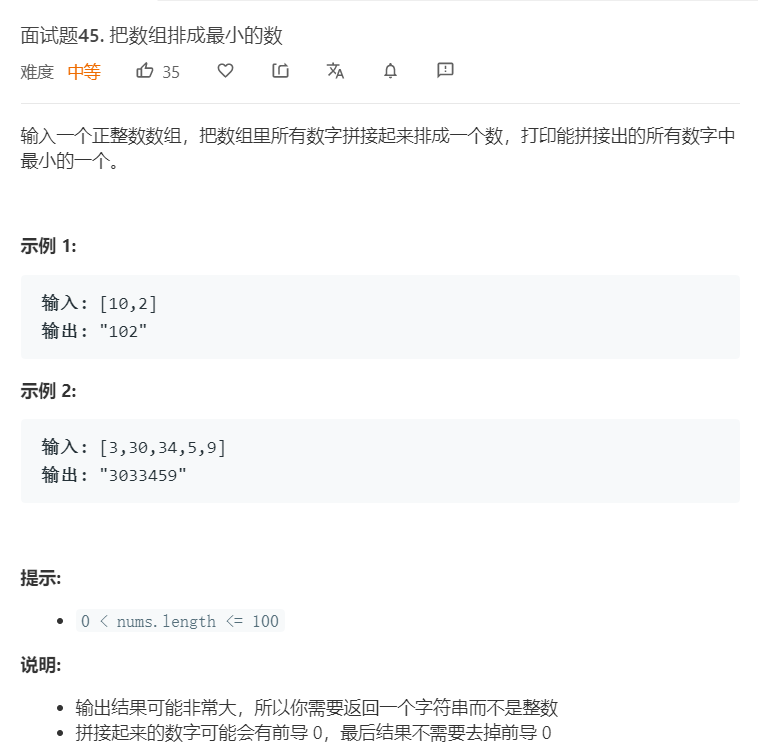 面试题45. 把数组排成最小的数
难度 中等 35
输入一个正整数数组，把数组里所有数字拼接起来排成一个数，打印能拼接出的所有数字中
最小的一个。
示例 1:
输入: [10,2]
输出: "102"
示例 2:
输入: [3,30,34,5,9]
输出: "3033459"
提示:
0 < nums.length <= 100
说明:
输出结果可能非常大，所以你需要返回一个字符串而不是整数
拼接起来的数字可能会有前导 0，最后结果不需要去掉前导 0